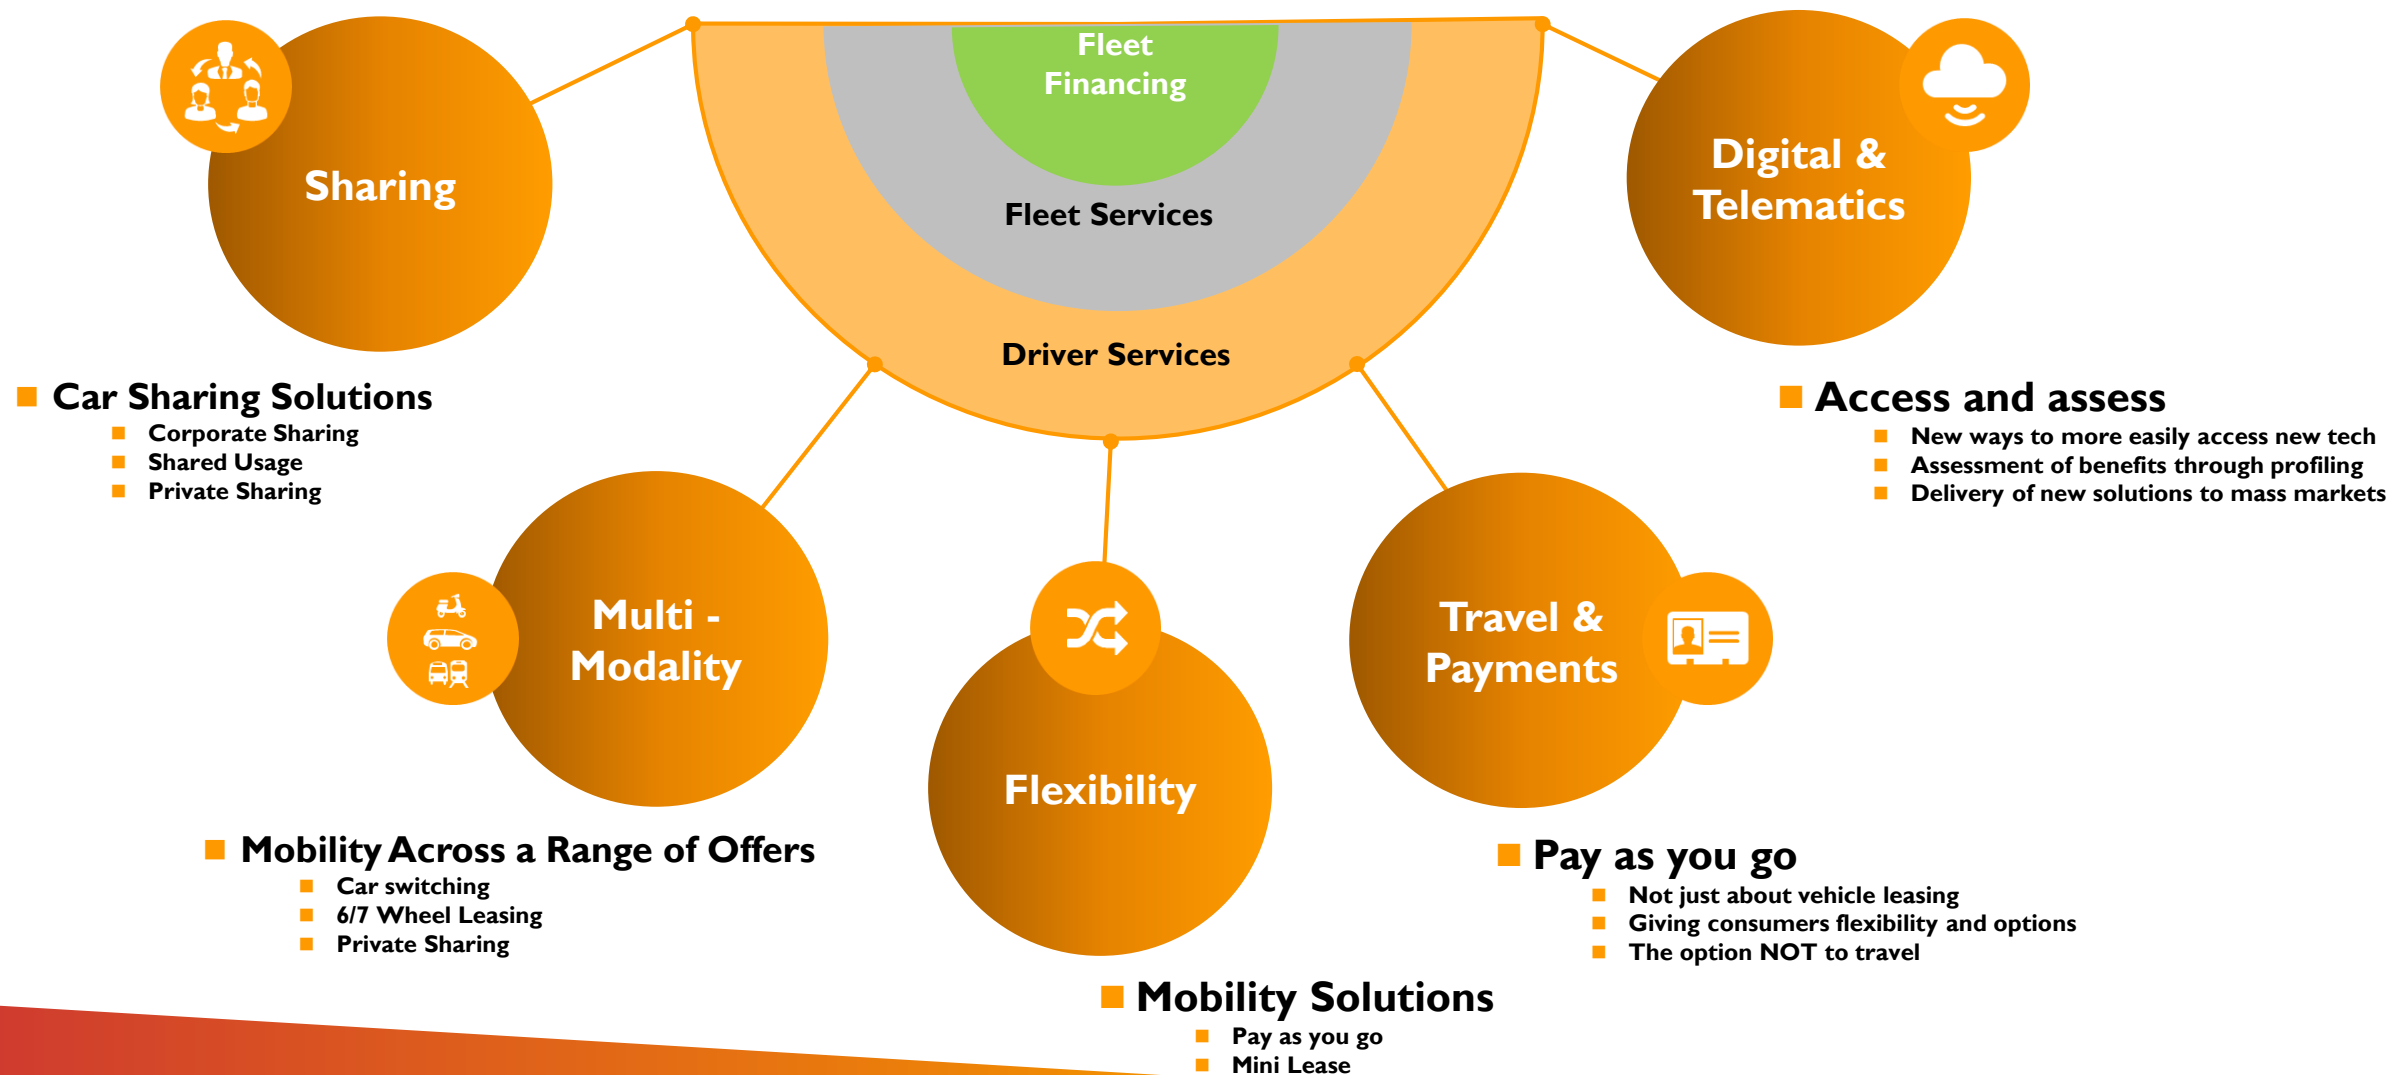 Fleet
Financing
Fleet Services
Driver Services
Sharing
Car Sharing Solutions
Corporate Sharing
Shared Usage
Private Sharing
Multi -
Modality
Mobility Across a Range of Offers
Car switching
6/7 Wheel Leasing
Private Sharing
Flexibility
Mobility Solutions
Pay as you go
Mini Lease
Travel &
Payments
Pay as you go
Not just about vehicle leasing
Giving consumers flexibility and options
The option NOT to travel
Digital &
Telematics
Access and assess
New ways to more easily access new tech
Assessment of benefits through profiling
Delivery of new solutions to mass markets